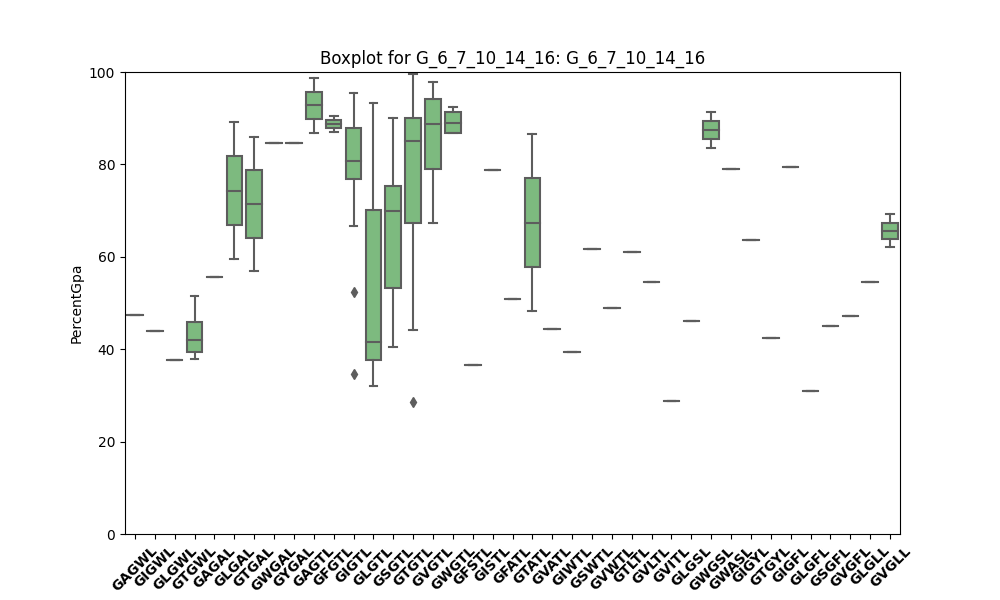 Boxplot for G_6_7_10_14_16: G_6_7_10_14_16
PercentGpa
100
80
60
40
20
0
GAGWL
GIGWL
GLGWL
GTGWL
GAGAL
GLGAL
GTGAL
GWGAL
GYGAL
GAGTL
GFGTL
GIGTL
GLGTL
GSGTL
GTGTL
GVGTL
GWGTL
GFSTL
GISTL
GFATL
GTATL
GVATL
GIWTL
GSWTL
GVWTL
GTLTL
GVLTL
GVITL
GLGSL
GWGSL
GWASL
GIGYL
GTGYL
GIGFL
GLGFL
GSGFL
GVGFL
GLGLL
GVGLL